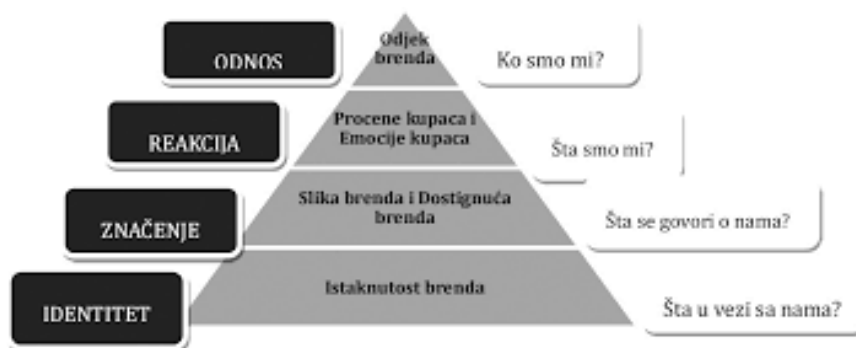 ODNOS
Odjek
brenda
Ko smo mi?
REAKCIJA
Procene kupaca i
Emocije kupaca
Šta smo mi?
ZNAČENJE
Slika brenda i Dostignuća
brenda
Šta se govori o nama?
IDENTITET
Istaknutost brenda
Šta u vezi sa nama?